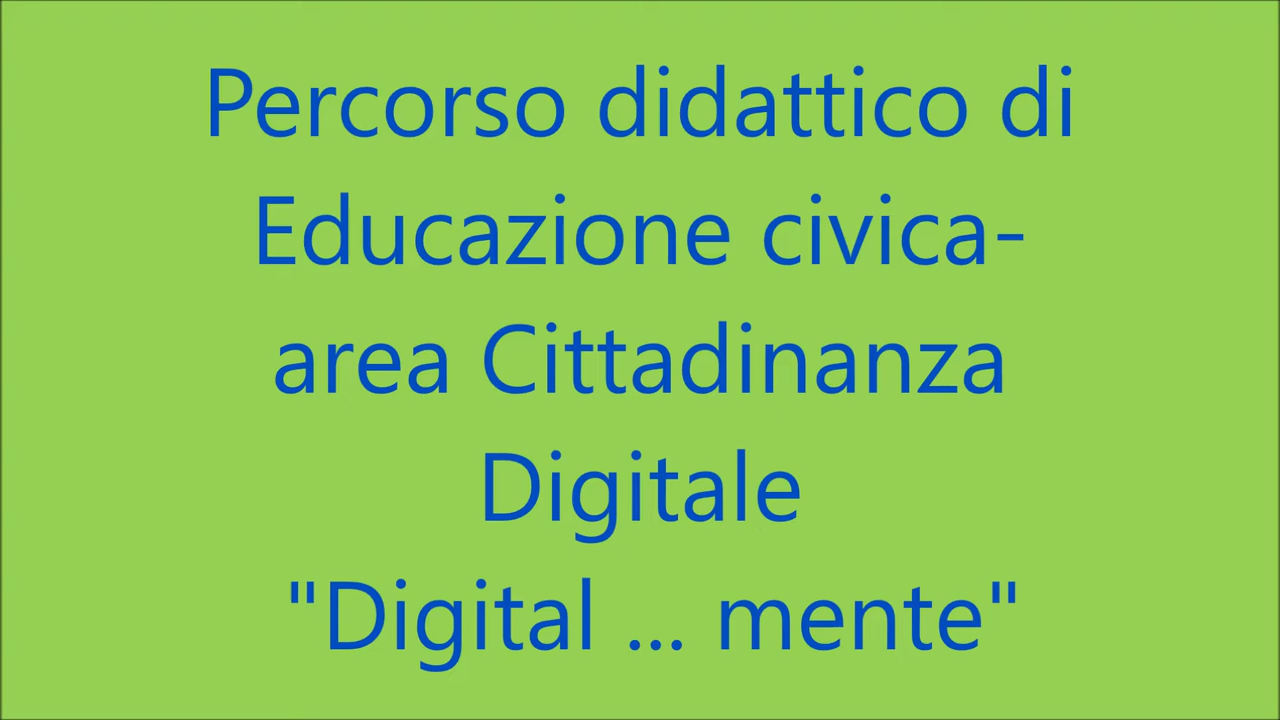 Percorso didattico di
Educazione civica-
area Cittadinanza
Digitale
"Digital ... mente"